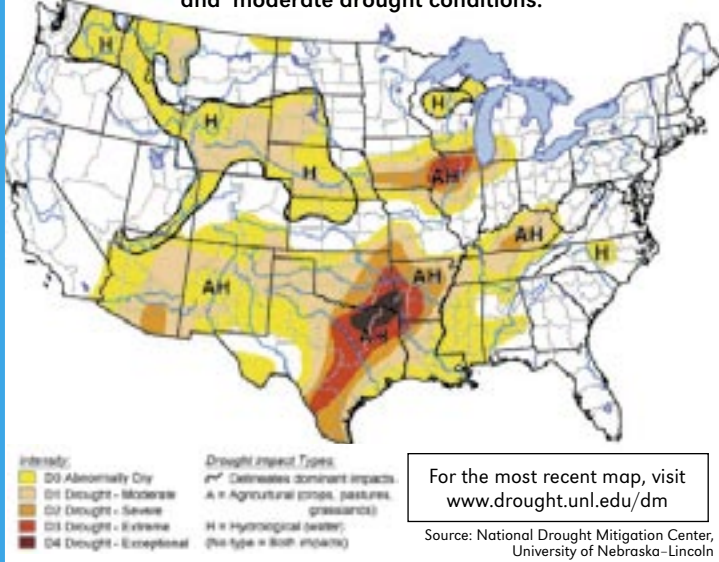 and moderate drought conditions.
H
H
H
H
AH
AH
H
AH
AH
AH
Intensity:
D0 Abnormally Dry
D1 Drought - Moderate
D2 Drought - Severe
D3 Drought - Extreme
D4 Drought - Exceptional
Drought Impact Types:
Delineates dominant impacts
A = Agricultural (crops, pastures,
grasslands)
H = Hydrological (water)
(No type = Both impacts)
For the most recent map, visit
www.drought.unl.edu/dm
Source: National Drought Mitigation Center,
University of Nebraska–Lincoln